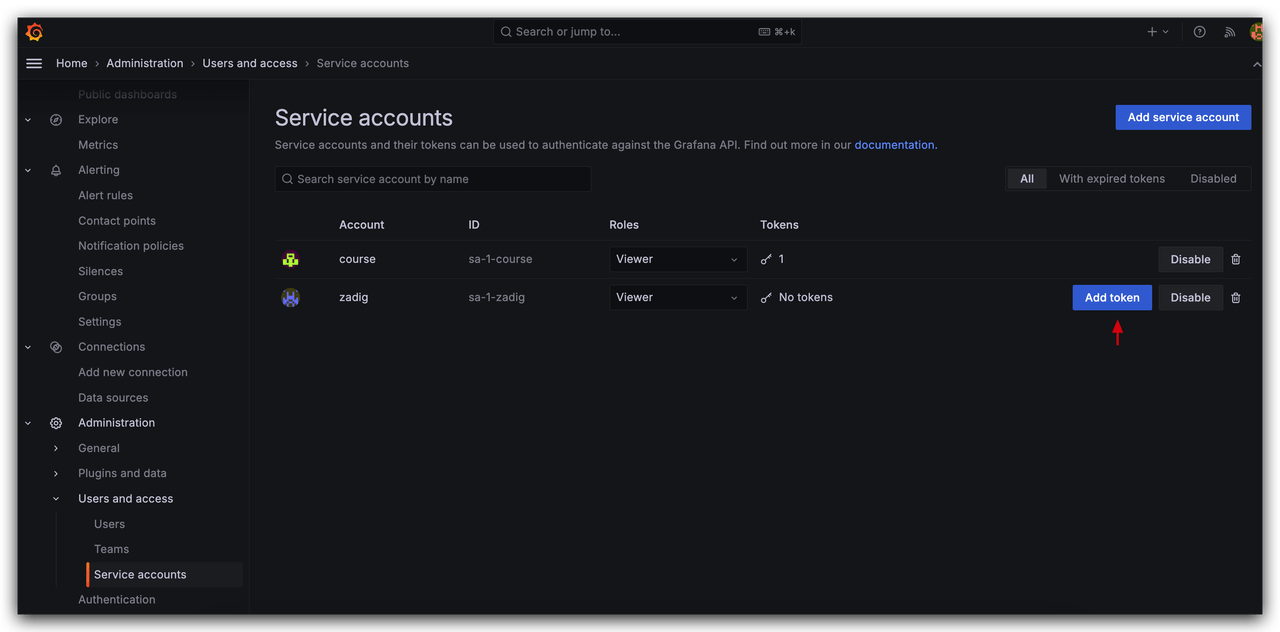 Search or jump to...
⌘+k
Home › Administration › Users and access › Service accounts
Public dashboards
Explore
Metrics
Alerting
Alert rules
Contact points
Notification policies
Silences
Groups
Settings
Connections
Add new connection
Data sources
Administration
General
Plugins and data
Users and access
Users
Teams
Service accounts
Authentication
Service accounts
Add service account
Service accounts and their tokens can be used to authenticate against the Grafana API. Find out more in our documentation.
Search service account by name
All With expired tokens Disabled
Account ID Roles Tokens
course sa-1-course Viewer 1 Disable
zadig sa-1-zadig Viewer No tokens Add token Disable